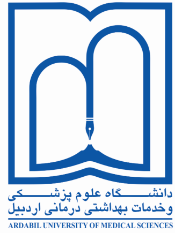 دانشگاه علوم پزشکی
وخدمات بهداشتی درمانی اردبیل
ARDABIL UNIVERSITY OF MEDICAL SCIENCES